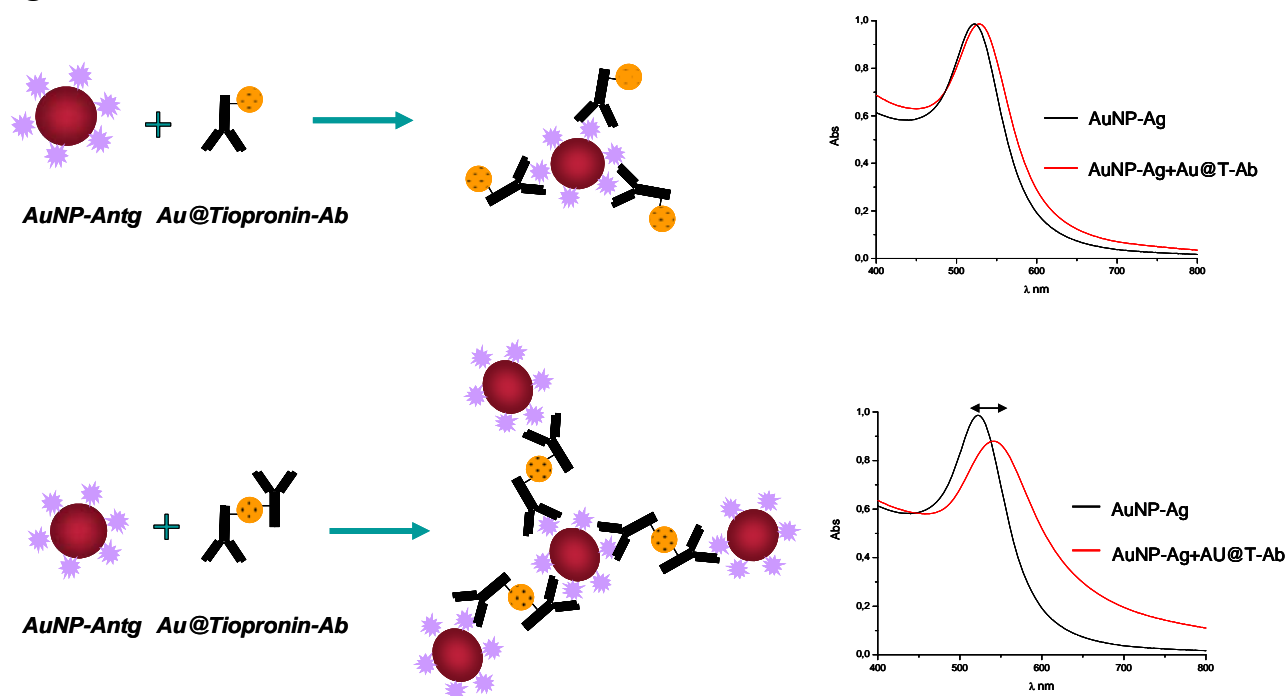 +
AuNP-Antg Au@Tiopronin-Ab
1,0
0,8
0,6
0,4
0,2
0,0
Abs
400 500 600 700 800
λ nm
AuNP-Ag
AuNP-Ag+Au@T-Ab
+
AuNP-Antg Au@Tiopronin-Ab
1,0
0,8
0,6
0,4
0,2
0,0
Abs
400 500 600 700 800
λ nm
AuNP-Ag
AuNP-Ag+AU@T-Ab